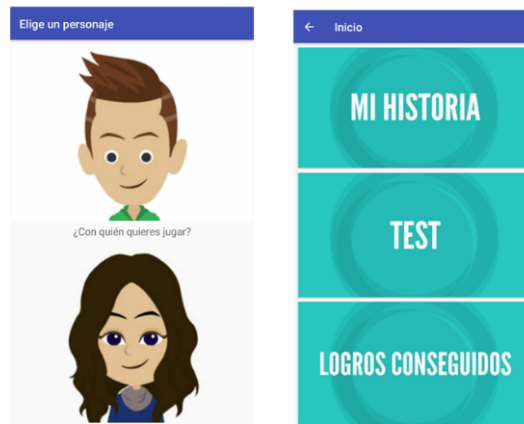 Elige un personaje
¿Con quién quieres jugar?
Inicio
MI HISTORIA
TEST
LOGROS CONSEGUIDOS